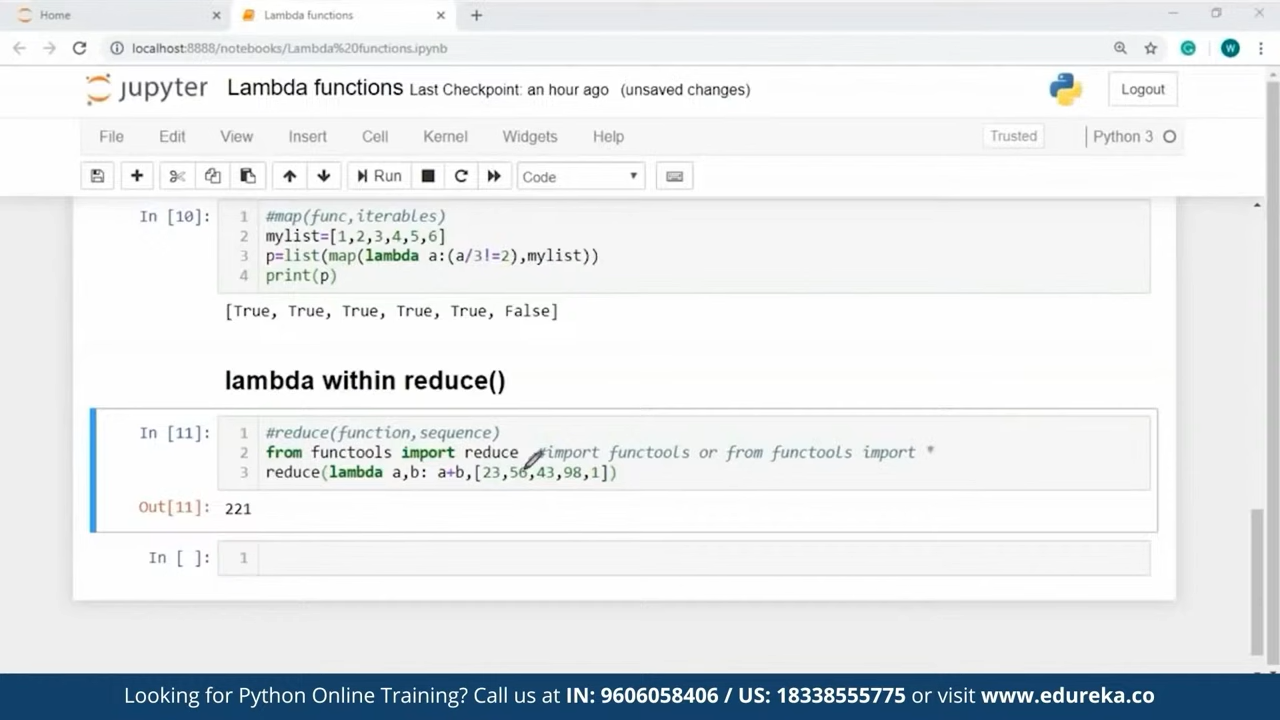 Home
Lambda functions
localhost:8888/notebooks/Lambda%20functions.ipynb
W
jupyter Lambda functions Last Checkpoint: an hour ago (unsaved changes)
Logout
File Edit View Insert Cell Kernel Widgets Help
Trusted
Python 3
Run
Code
In [10]:
1 #map(func,iterables)
2 mylist=[1,2,3,4,5,6]
3 p=list(map(lambda a:(a/3!=2),mylist))
4 print(p)
[True, True, True, True, True, False]
lambda within reduce()
In [11]:
1 #reduce(function,sequence)
2 from functools import reduce #import functools or from functools import *
3 reduce(lambda a,b: a+b,[23,56,43,98,1])
Out[11]: 221
In [ ]: 1
Looking for Python Online Training? Call us at IN: 9606058406 / US: 18338555775 or visit www.edureka.co